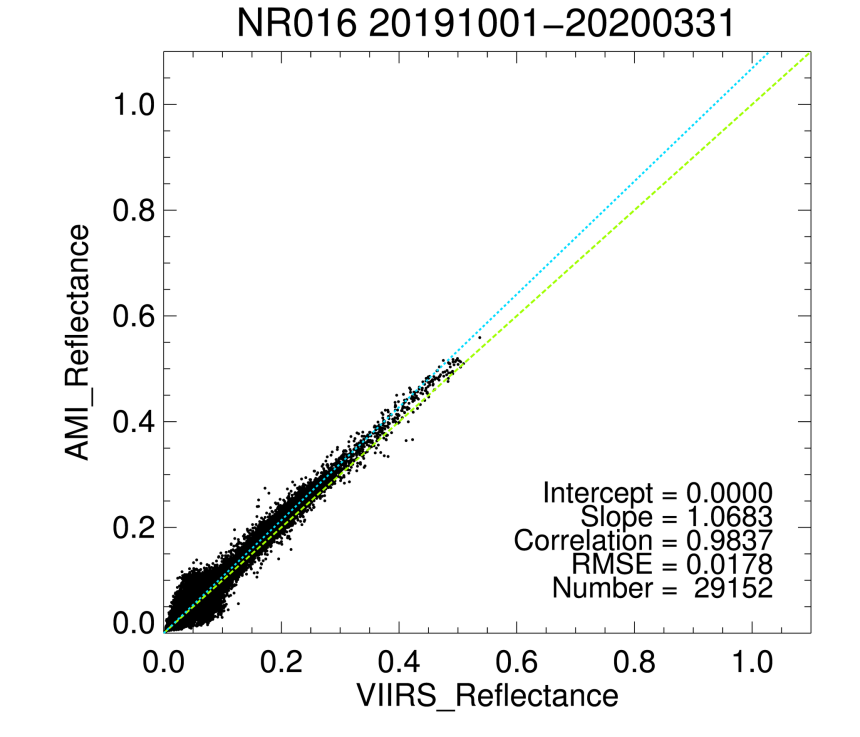 NR016 20191001−20200331
1.0
0.8
0.6
0.4
0.2
0.0
AMI_Reflectance
Intercept = 0.0000
Slope = 1.0683
Correlation = 0.9837
RMSE = 0.0178
Number = 29152
0.0 0.2 0.4 0.6 0.8 1.0
VIIRS_Reflectance